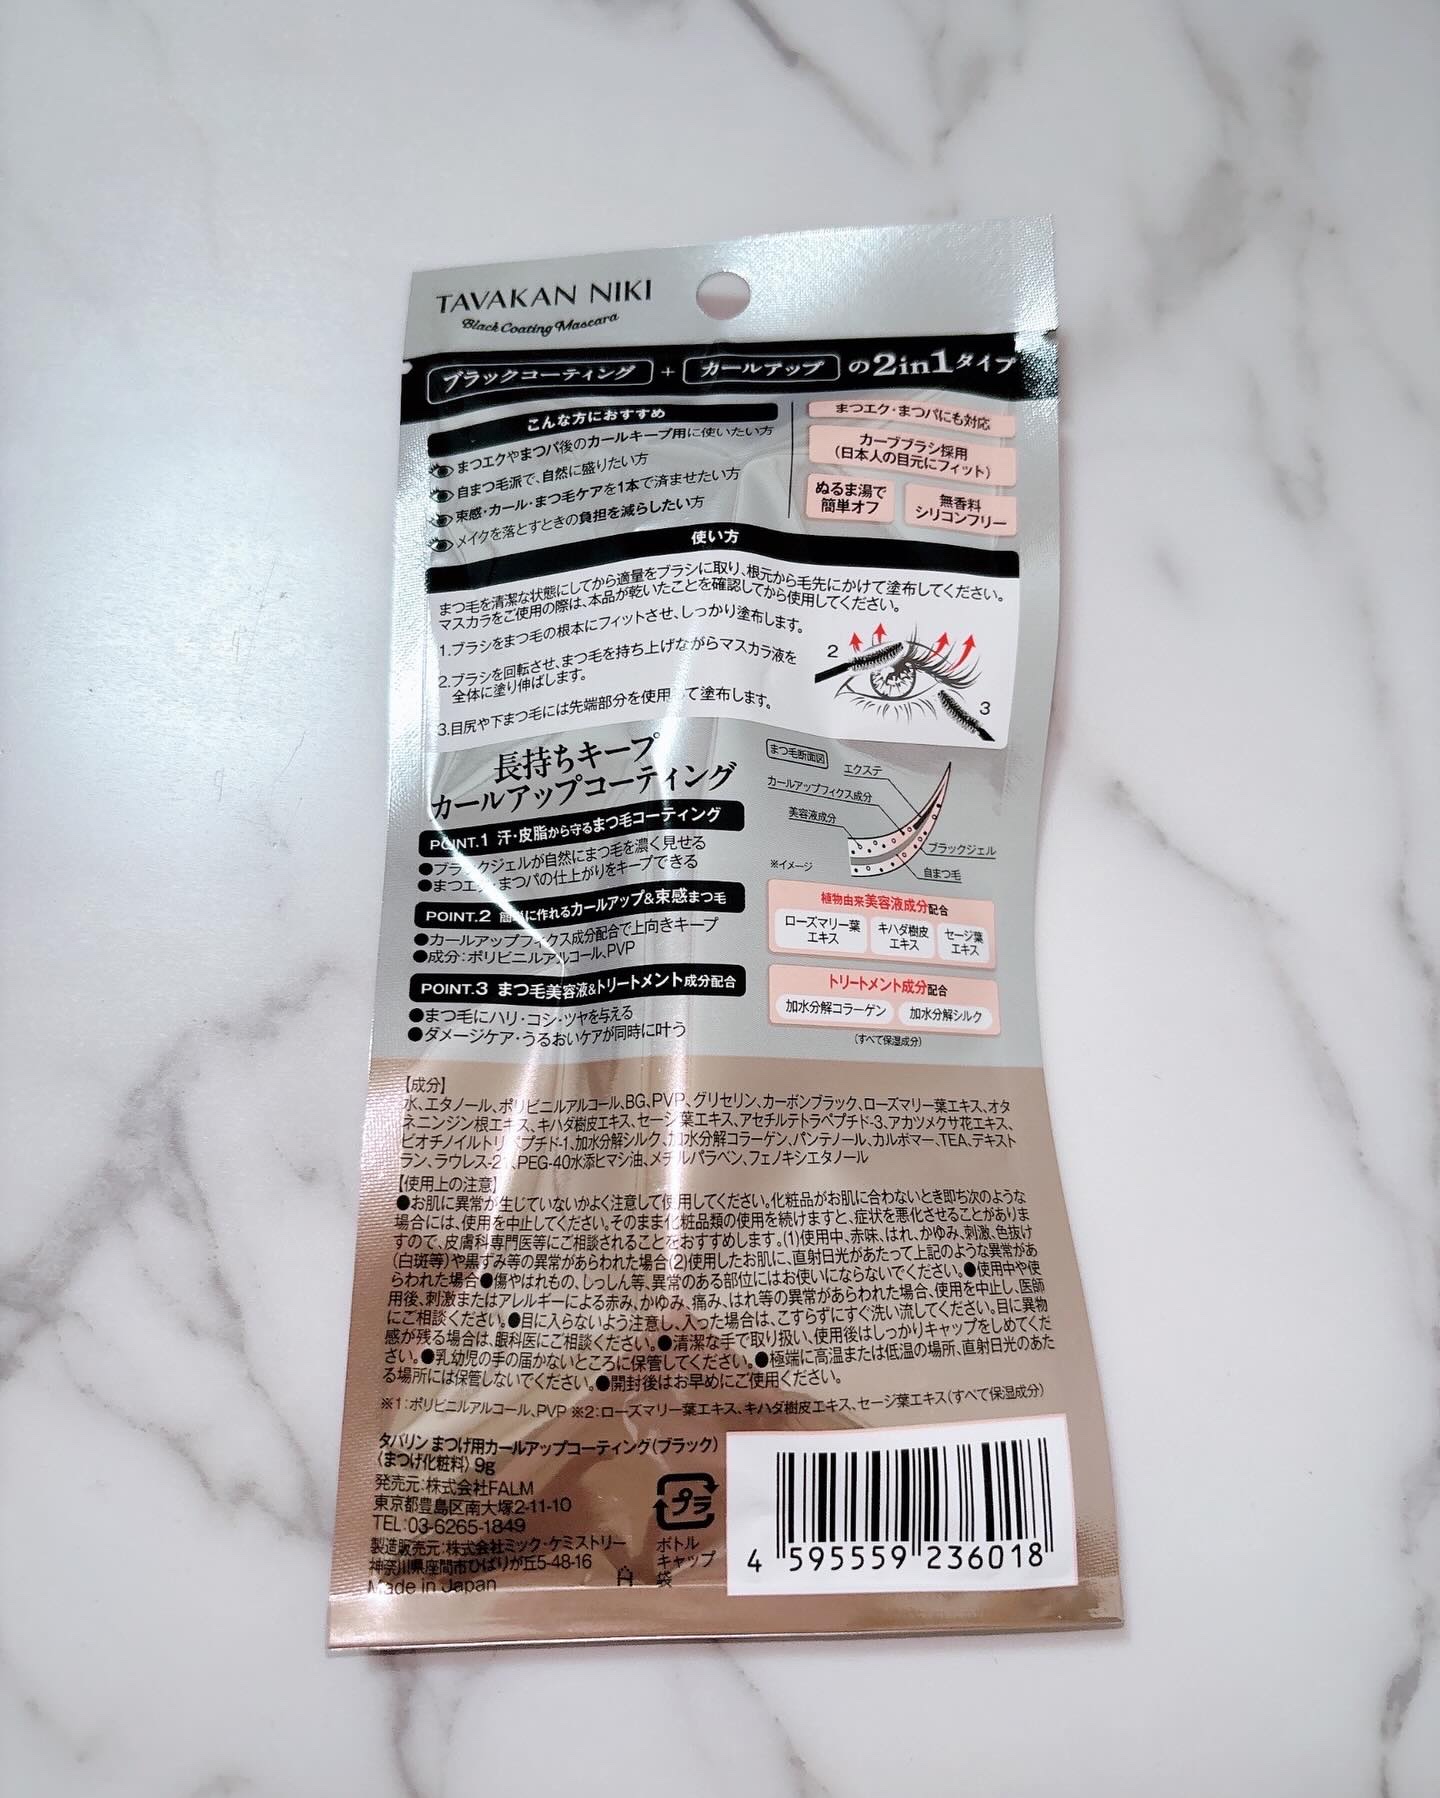 TAVAKAN NIKI
Black Coating Mascara
ブラックコーティング + カールアップ の2in1タイプ
こんな方におすすめ
まつエクやまつパ後のカールキープ用に使いたい方
自まつ毛派で、自然に盛りたい方
束感・カール・まつ毛ケアを1本で済ませたい方
メイクを落とすときの負担を減らしたい方
まつエク・まつパにも対応
カーブブラシ採用
(日本人の目元にフィット)
ぬるま湯で
簡単オフ
無香料
シリコンフリー
使い方
まつ毛を清潔な状態にしてから適量をブラシに取り、根元から毛先にかけて塗布してください。
マスカラをご使用の際は、本品が乾いたことを確認してから使用してください。
1.ブラシをまつ毛の根本にフィットさせ、しっかり塗布します。
2.ブラシを回転させ、まつ毛を持ち上げながらマスカラ液を
全体に塗り伸ばします。
3.目尻や下まつ毛には先端部分を使用して塗布します。
2
3
長持ちキープ
カールアップコーティング
POINT.1 汗・皮脂から守るまつ毛コーティング
●ブラックジェルが自然にまつ毛を濃く見せる
●まつエク・まつパの仕上がりをキープできる
POINT.2 簡単に作れるカールアップ&束感まつ毛
●カールアップフィクス成分配合で上向きキープ
●成分:ポリビニルアルコール、PVP
POINT.3 まつ毛美容液&トリートメント成分配合
●まつ毛にハリ・コシ・ツヤを与える
●ダメージケア・うるおいケアが同時に叶う
まつ毛断面図
エクステ
カールアップフィクス成分
美容液成分
ブラックジェル
※イメージ
自まつ毛
植物由来美容液成分配合
ローズマリー葉
エキス
キハダ樹皮
エキス
セージ葉
エキス
トリートメント成分配合
加水分解コラーゲン
加水分解シルク
(すべて保湿成分)
【成分】
水、エタノール、ポリビニルアルコール、BG、PVP、グリセリン、カーボンブラック、ローズマリー葉エキス、オタ
ネニンジン根エキス、キハダ樹皮エキス、セージ葉エキス、アセチルテトラペプチド-3、アカツメクサ花エキス、
ビオチノイルトリペプチド-1、加水分解シルク、加水分解コラーゲン、パンテノール、カルボマー、TEA、デキスト
ラン、ラウレス-21、PEG-40水添ヒマシ油、メチルパラベン、フェノキシエタノール
【使用上の注意】
●お肌に異常が生じていないかよく注意して使用してください。化粧品がお肌に合わないとき即ち次のような
場合には、使用を中止してください。そのまま化粧品類の使用を続けますと、症状を悪化させることがありま
すので、皮膚科専門医等にご相談されることをおすすめします。(1)使用中、赤味、はれ、かゆみ、刺激、色抜け
(白斑等)や黒ずみ等の異常があらわれた場合(2)使用したお肌に、直射日光があたって上記のような異常があ
らわれた場合●傷やはれもの、しっしん等、異常のある部位にはお使いにならないでください。●使用中や使
用後、刺激またはアレルギーによる赤み、かゆみ、痛み、はれ等の異常があらわれた場合、使用を中止し、医師
にご相談ください。●目に入らないよう注意し、入った場合は、こすらずにすぐ洗い流してください。目に異物
感が残る場合は、眼科医にご相談ください。●清潔な手で取り扱い、使用後はしっかりキャップをしめてくだ
さい。●乳幼児の手の届かないところに保管してください。●極端に高温または低温の場所、直射日光のあた
る場所には保管しないでください。●開封後はお早めにご使用ください。
※1:ポリビニルアルコール、PVP ※2:ローズマリー葉エキス、キハダ樹皮エキス、セージ葉エキス(すべて保湿成分)
タバリン まつげ用カールアップコーティング(ブラック)
〈まつげ化粧料〉9g
発売元:株式会社FALM
東京都豊島区南大塚2-11-10
TEL:03-6265-1849
製造販売元:株式会社ミック・ケミストリー
神奈川県座間市ひばりが丘5-48-16
Made in Japan
プラ
ボトル
キャップ
袋
4 595559 236018